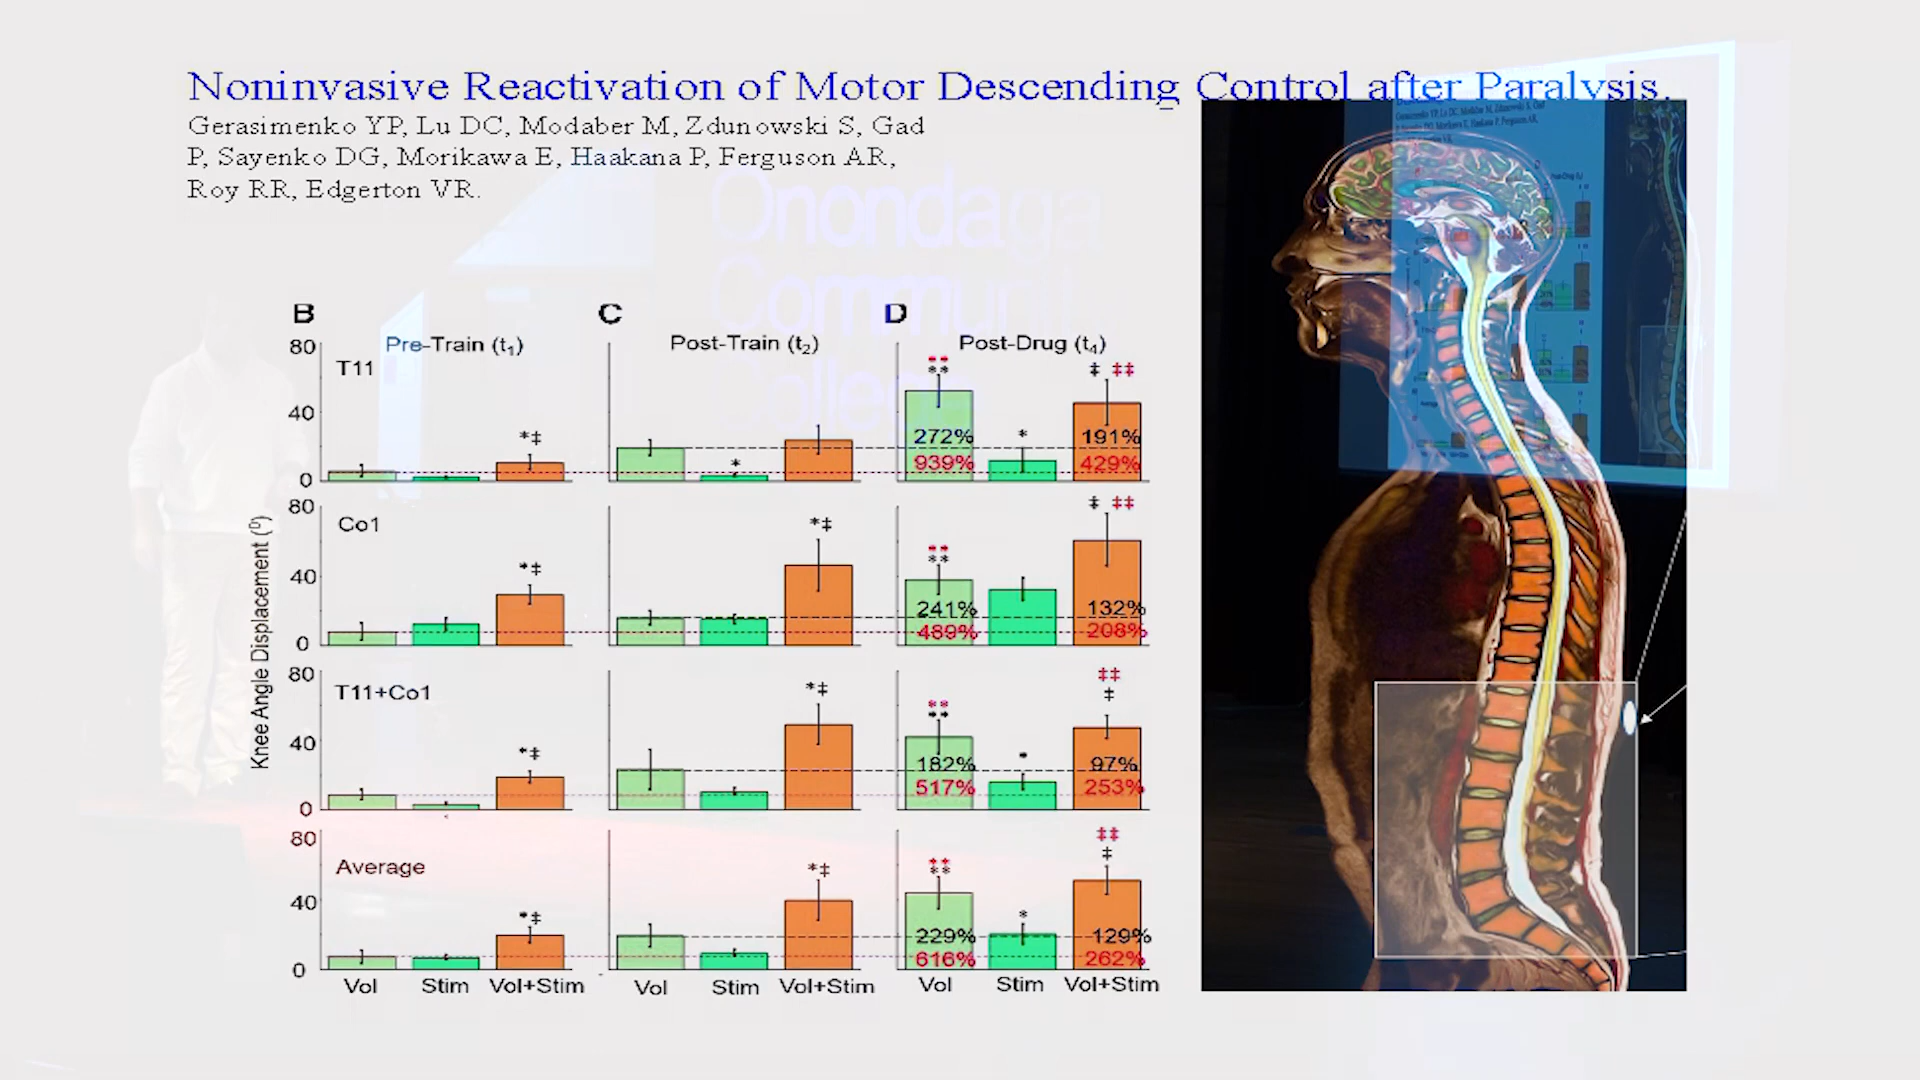 Noninvasive Reactivation of Motor Descending Control after Paralysis.
Gerasimenko YP, Lu DC, Modaber M, Zdunowski S, Gad
P, Sayenko DG, Morikawa E, Haakana P, Ferguson AR,
Roy RR, Edgerton VR.
Onondaga
Community
College
B C D
Pre-Train (t1) Post-Train (t2) Post-Drug (t4)
Knee Angle Displacement (⁰)
80
T11
40
0
** ** ‡ ‡‡
*‡ * *
272% 191%
939% 429%
80
Co1
40
0
‡ ‡‡
*‡ *‡ ** **
241% 132%
489% 208%
80
T11+Co1
40
0
‡‡ ‡
*‡ *‡ ** ** *
182% 97%
517% 253%
80
Average
40
0
‡‡ ‡
*‡ *‡ ** ** *
229% 129%
616% 262%
Vol Stim Vol+Stim Vol Stim Vol+Stim Vol Stim Vol+Stim